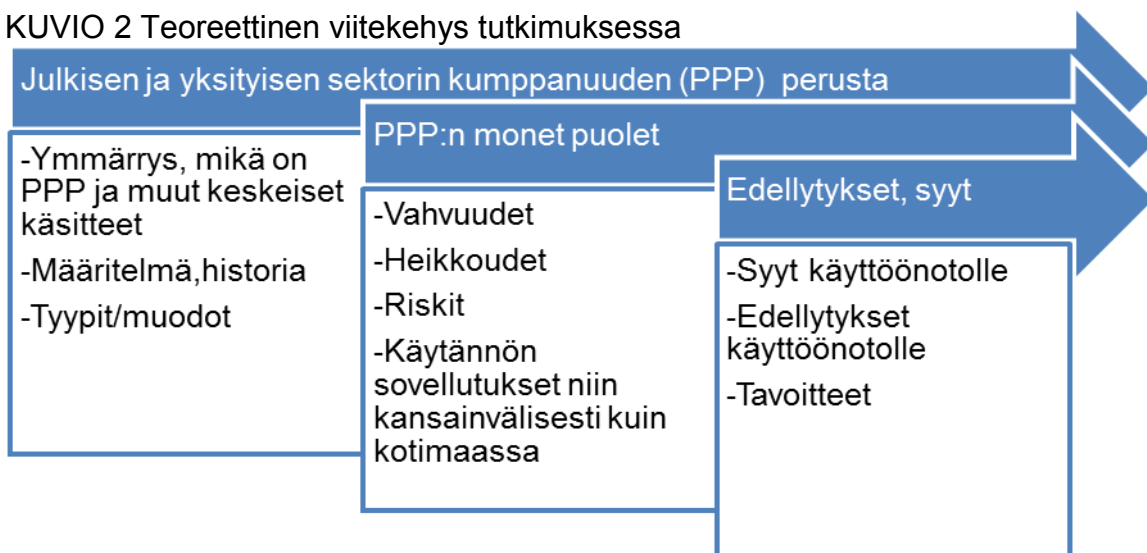 KUVIO 2 Teoreettinen viitekehys tutkimuksessa
Julkisen ja yksityisen sektorin kumppanuuden (PPP) perusta
-Ymmärrys, mikä on
PPP ja muut keskeiset
käsitteet
-Määritelmä,historia
-Tyypit/muodot
PPP:n monet puolet
-Vahvuudet
-Heikkoudet
-Riskit
-Käytännön
sovellutukset niin
kansainvälisesti kuin
kotimaassa
Edellytykset, syyt
-Syyt käyttöönotolle
-Edellytykset
käyttöönotolle
-Tavoitteet